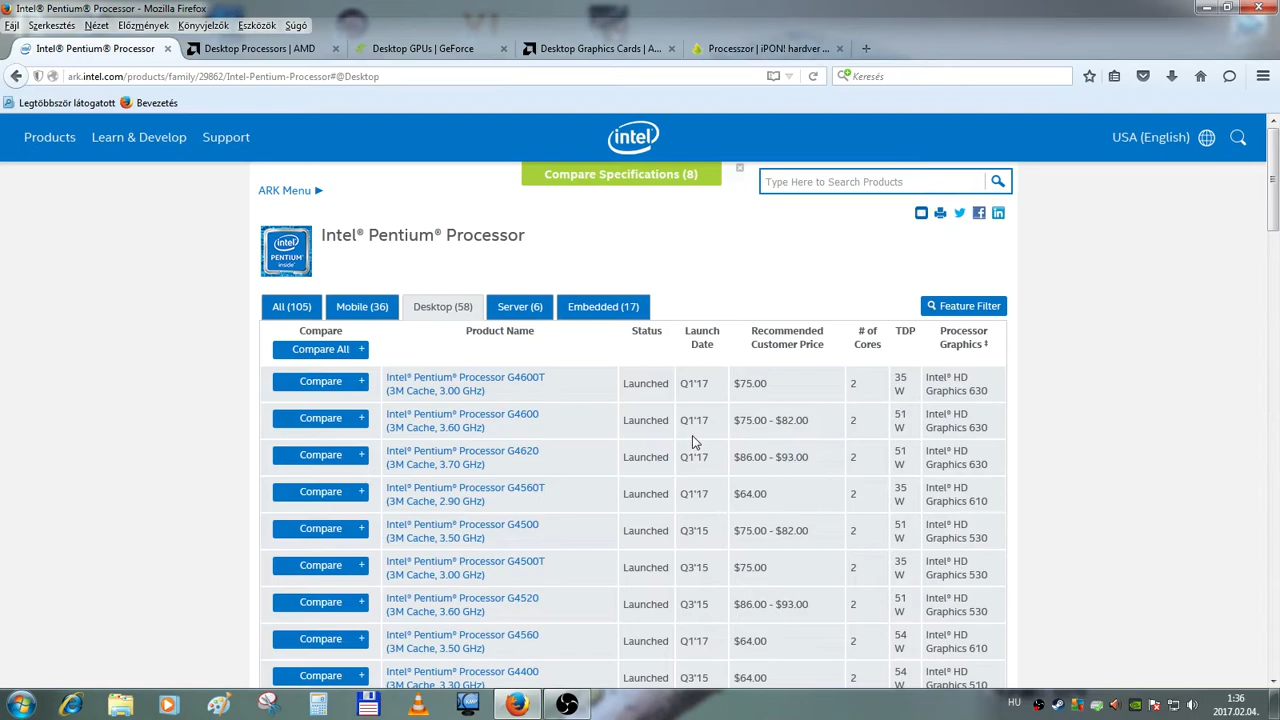 Intel® Pentium® Processor - Mozilla Firefox
Fájl Szerkesztés Nézet Előzmények Könyvjelzők Eszközök Súgó
Intel® Pentium® Processor × Desktop Processors | AMD × Desktop GPUs | GeForce × Desktop Graphics Cards | A... × Processzor | iPON! hardver ... × +
ark.intel.com/products/family/29862/Intel-Pentium-Processor#@Desktop Keresés
Legtöbbször látogatott Bevezetés
Products Learn & Develop Support intel USA (English)
Compare Specifications (8)
ARK Menu ► Type Here to Search Products
intel PENTIUM inside Intel® Pentium® Processor
All (105) Mobile (36) Desktop (58) Server (6) Embedded (17) Feature Filter
Compare Product Name Status Launch Date Recommended Customer Price # of Cores TDP Processor Graphics ‡
Compare All +
Compare + Intel® Pentium® Processor G4600T (3M Cache, 3.00 GHz) Launched Q1'17 $75.00 2 35 W Intel® HD Graphics 630
Compare + Intel® Pentium® Processor G4600 (3M Cache, 3.60 GHz) Launched Q1'17 $75.00 - $82.00 2 51 W Intel® HD Graphics 630
Compare + Intel® Pentium® Processor G4620 (3M Cache, 3.70 GHz) Launched Q1'17 $86.00 - $93.00 2 51 W Intel® HD Graphics 630
Compare + Intel® Pentium® Processor G4560T (3M Cache, 2.90 GHz) Launched Q1'17 $64.00 2 35 W Intel® HD Graphics 610
Compare + Intel® Pentium® Processor G4500 (3M Cache, 3.50 GHz) Launched Q3'15 $75.00 - $82.00 2 51 W Intel® HD Graphics 530
Compare + Intel® Pentium® Processor G4500T (3M Cache, 3.00 GHz) Launched Q3'15 $75.00 2 35 W Intel® HD Graphics 530
Compare + Intel® Pentium® Processor G4520 (3M Cache, 3.60 GHz) Launched Q3'15 $86.00 - $93.00 2 51 W Intel® HD Graphics 530
Compare + Intel® Pentium® Processor G4560 (3M Cache, 3.50 GHz) Launched Q1'17 $64.00 2 54 W Intel® HD Graphics 610
Compare + Intel® Pentium® Processor G4400 (3M Cache, 3.30 GHz) Launched Q3'15 $64.00 2 54 W Intel® HD Graphics 510
HU 1:36
2017.02.04.